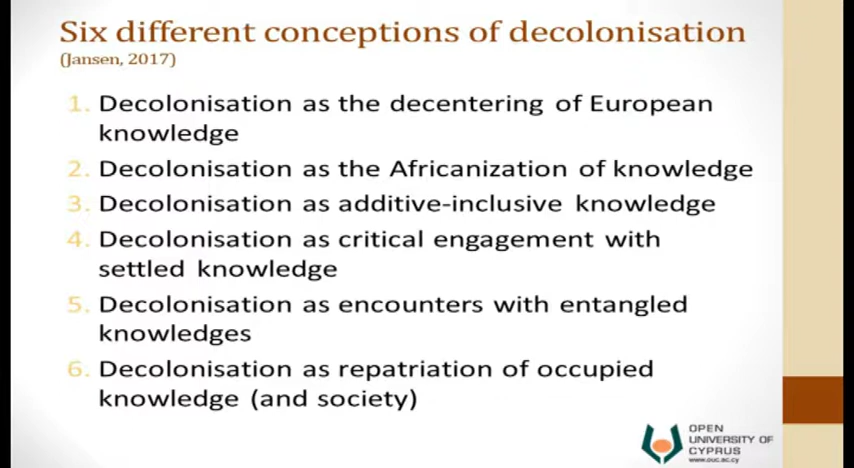 Six different conceptions of decolonisation
(Jansen, 2017)
1. Decolonisation as the decentering of European
knowledge
2. Decolonisation as the Africanization of knowledge
3. Decolonisation as additive-inclusive knowledge
4. Decolonisation as critical engagement with
settled knowledge
5. Decolonisation as encounters with entangled
knowledges
6. Decolonisation as repatriation of occupied
knowledge (and society)
OPEN
UNIVERSITY OF
CYPRUS
www.ouc.ac.cy